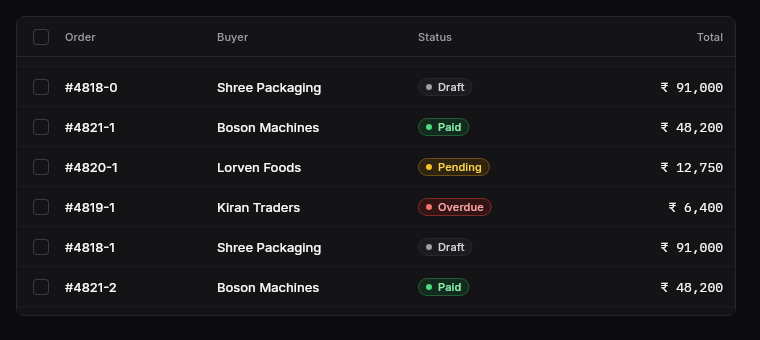 Order Buyer Status Total
#4818-0 Shree Packaging Draft ₹ 91,000
#4821-1 Boson Machines Paid ₹ 48,200
#4820-1 Lorven Foods Pending ₹ 12,750
#4819-1 Kiran Traders Overdue ₹ 6,400
#4818-1 Shree Packaging Draft ₹ 91,000
#4821-2 Boson Machines Paid ₹ 48,200